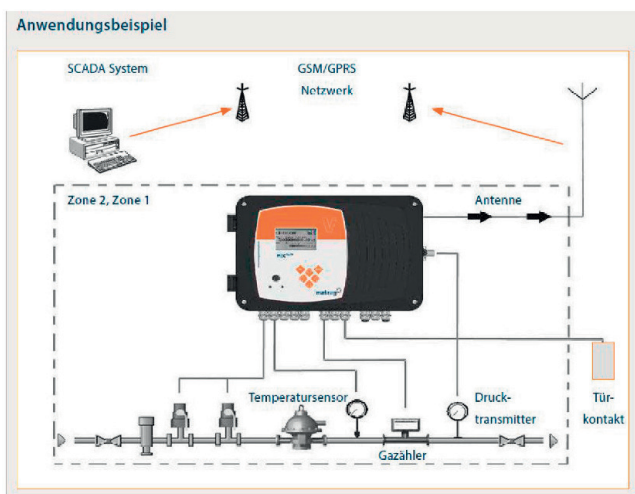 Anwendungsbeispiel
SCADA System
GSM/GPRS
Netzwerk
Zone 2, Zone 1
Antenne
Temperatursensor
Druck-
transmitter
Tür-
kontakt
Gazähler